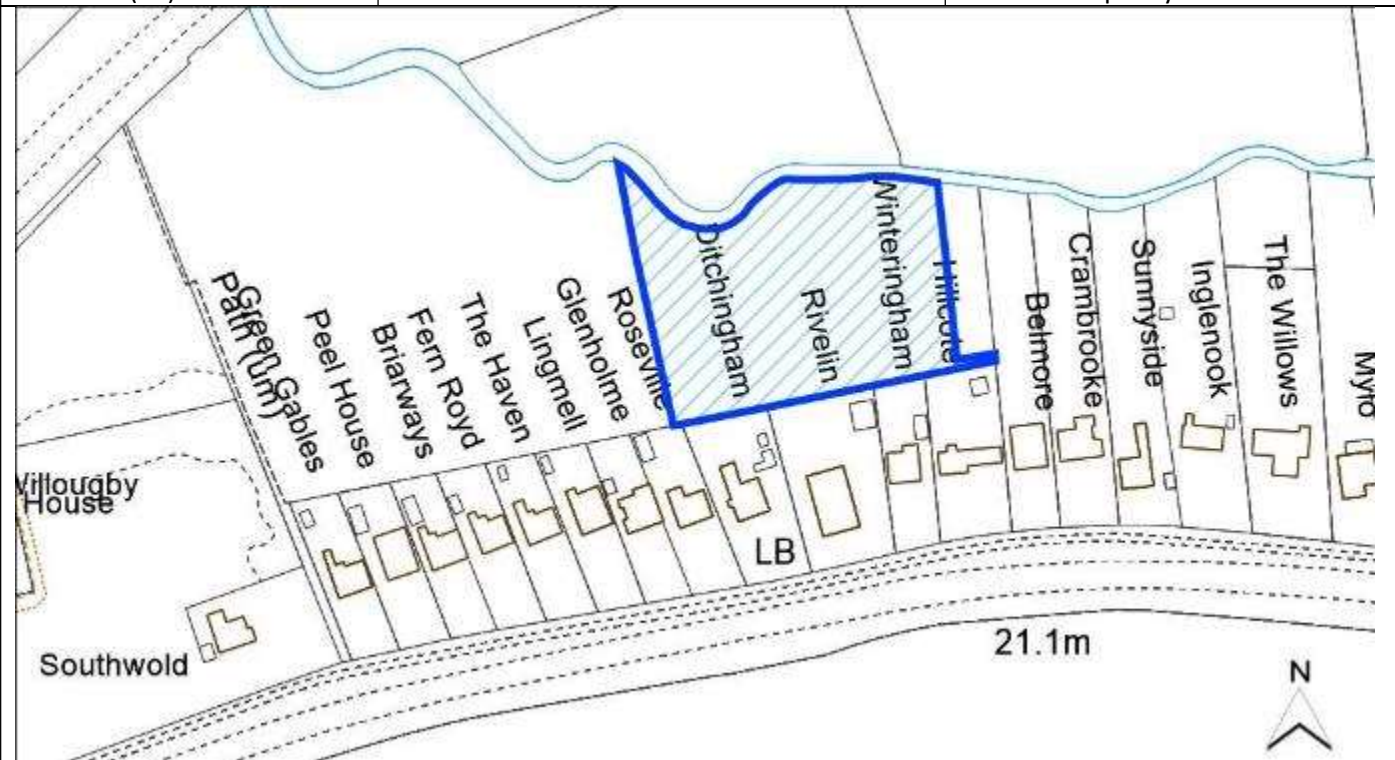 Path (um)
Green Gables
Peel House
Briarways
Fern Royd
The Haven
Lingmell
Glenholme
Roseville
Ditchingham
Rivelin
Winteringham
Hillcote
Belmore
Crambrooke
Sunnyside
Inglenook
The Willows
Willougby
House
Southwold
LB
21.1m
N